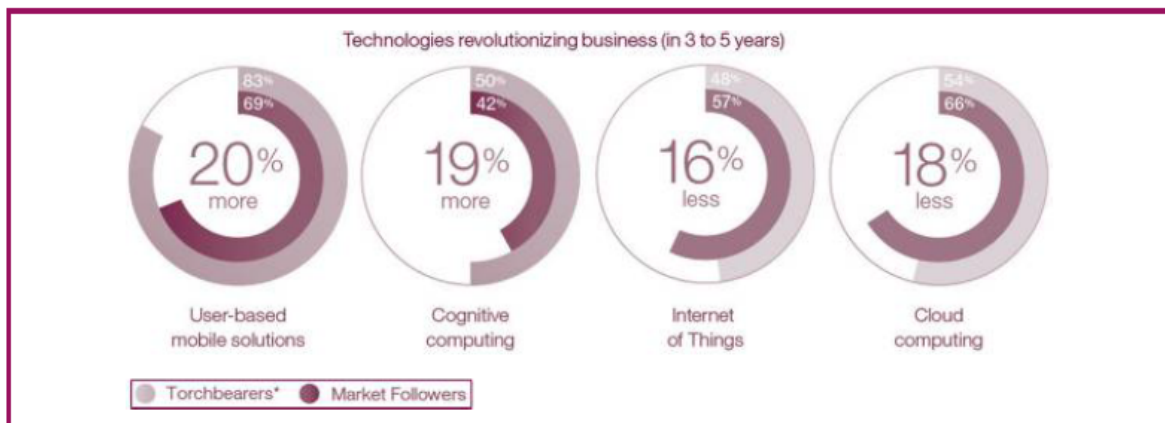 Technologies revolutionizing business (in 3 to 5 years)
83%
69%
20%
more
User-based
mobile solutions
50%
42%
19%
more
Cognitive
computing
48%
57%
16%
less
Internet
of Things
54%
66%
18%
less
Cloud
computing
Torchbearers*
Market Followers